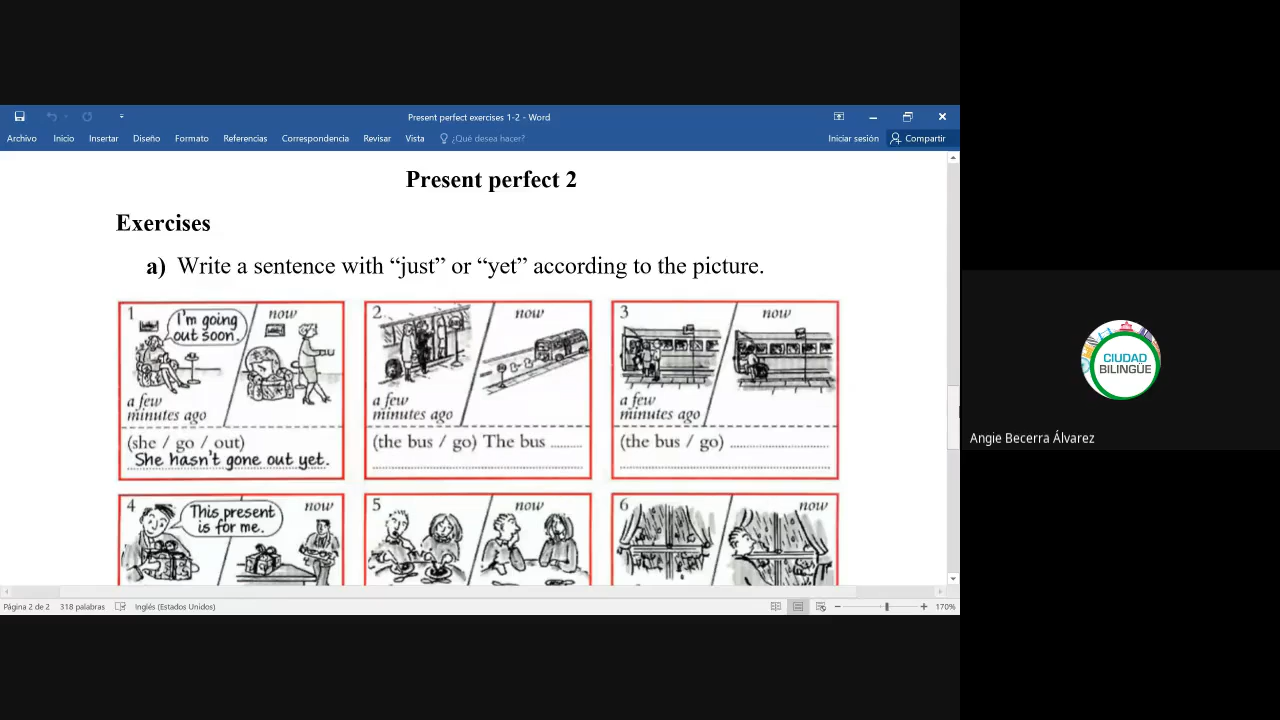 Present perfect exercises 1-2 - Word
Archivo Inicio Insertar Diseño Formato Referencias Correspondencia Revisar Vista ¿Qué desea hacer? Iniciar sesión Compartir
Present perfect 2
Exercises
a) Write a sentence with “just” or “yet” according to the picture.
1
I'm going
out soon.
now
a few
minutes ago
(she / go / out)
She hasn't gone out yet.
2
now
a few
minutes ago
(the bus / go) The bus ..........
3
now
a few
minutes ago
(the bus / go) ..............................
4
This present
is for me.
now
5
now
6
now
Página 2 de 2 318 palabras Inglés (Estados Unidos) 170%
CIUDAD
BILINGÜE
Angie Becerra Álvarez